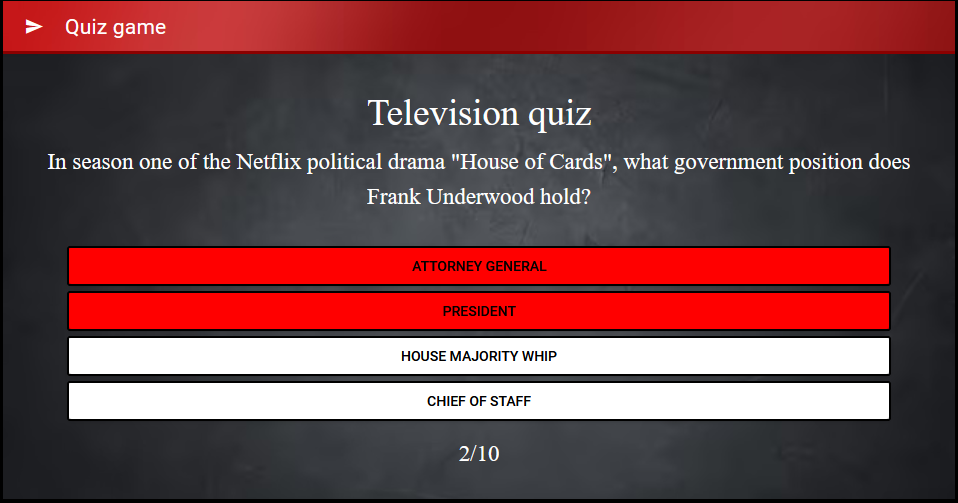 Quiz game
Television quiz
In season one of the Netflix political drama "House of Cards", what government position does
Frank Underwood hold?
ATTORNEY GENERAL
PRESIDENT
HOUSE MAJORITY WHIP
CHIEF OF STAFF
2/10